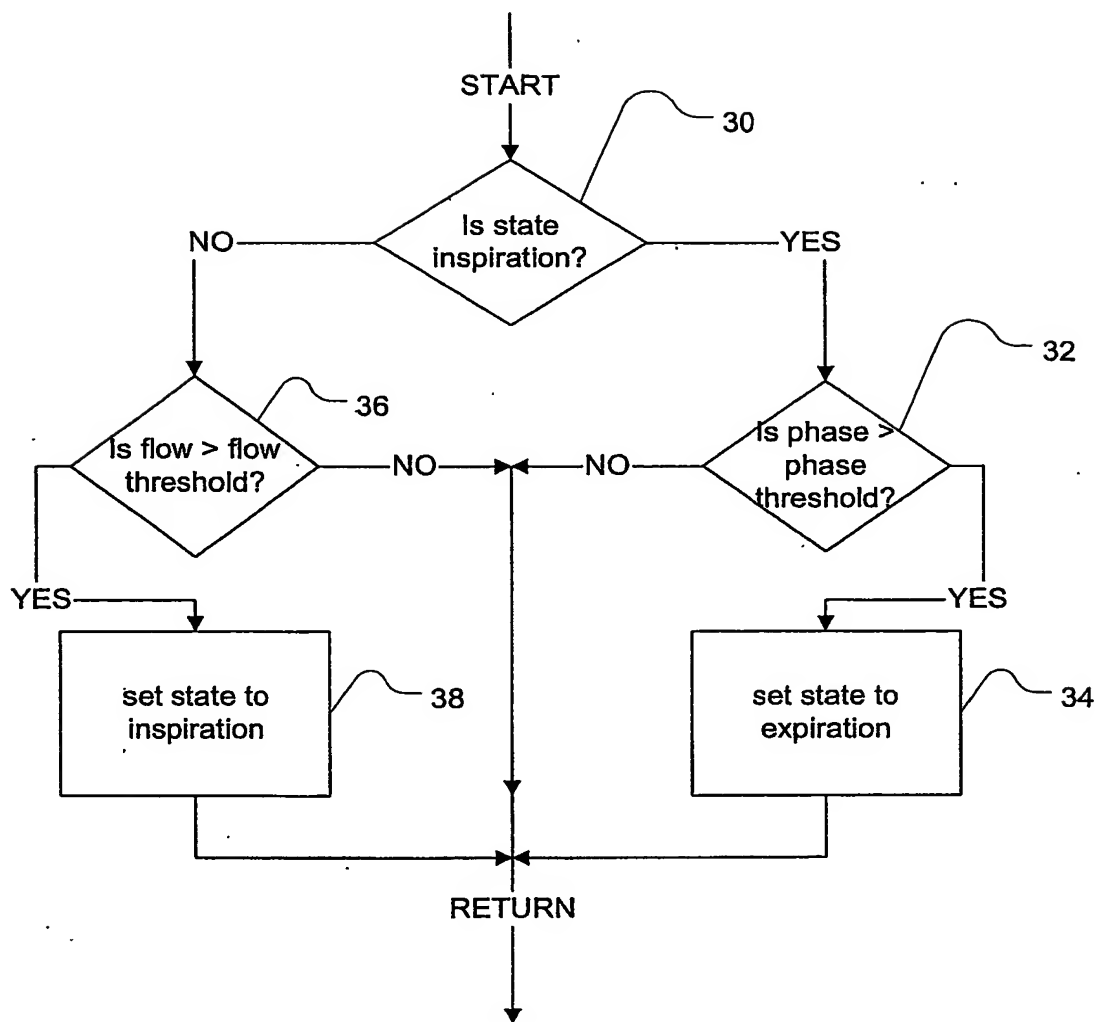 START
30
Is state
inspiration?
NO
YES
32
36
Is flow > flow
threshold?
Is phase >
phase
threshold?
NO
NO
YES
YES
set state to
inspiration
38
set state to
expiration
34
RETURN